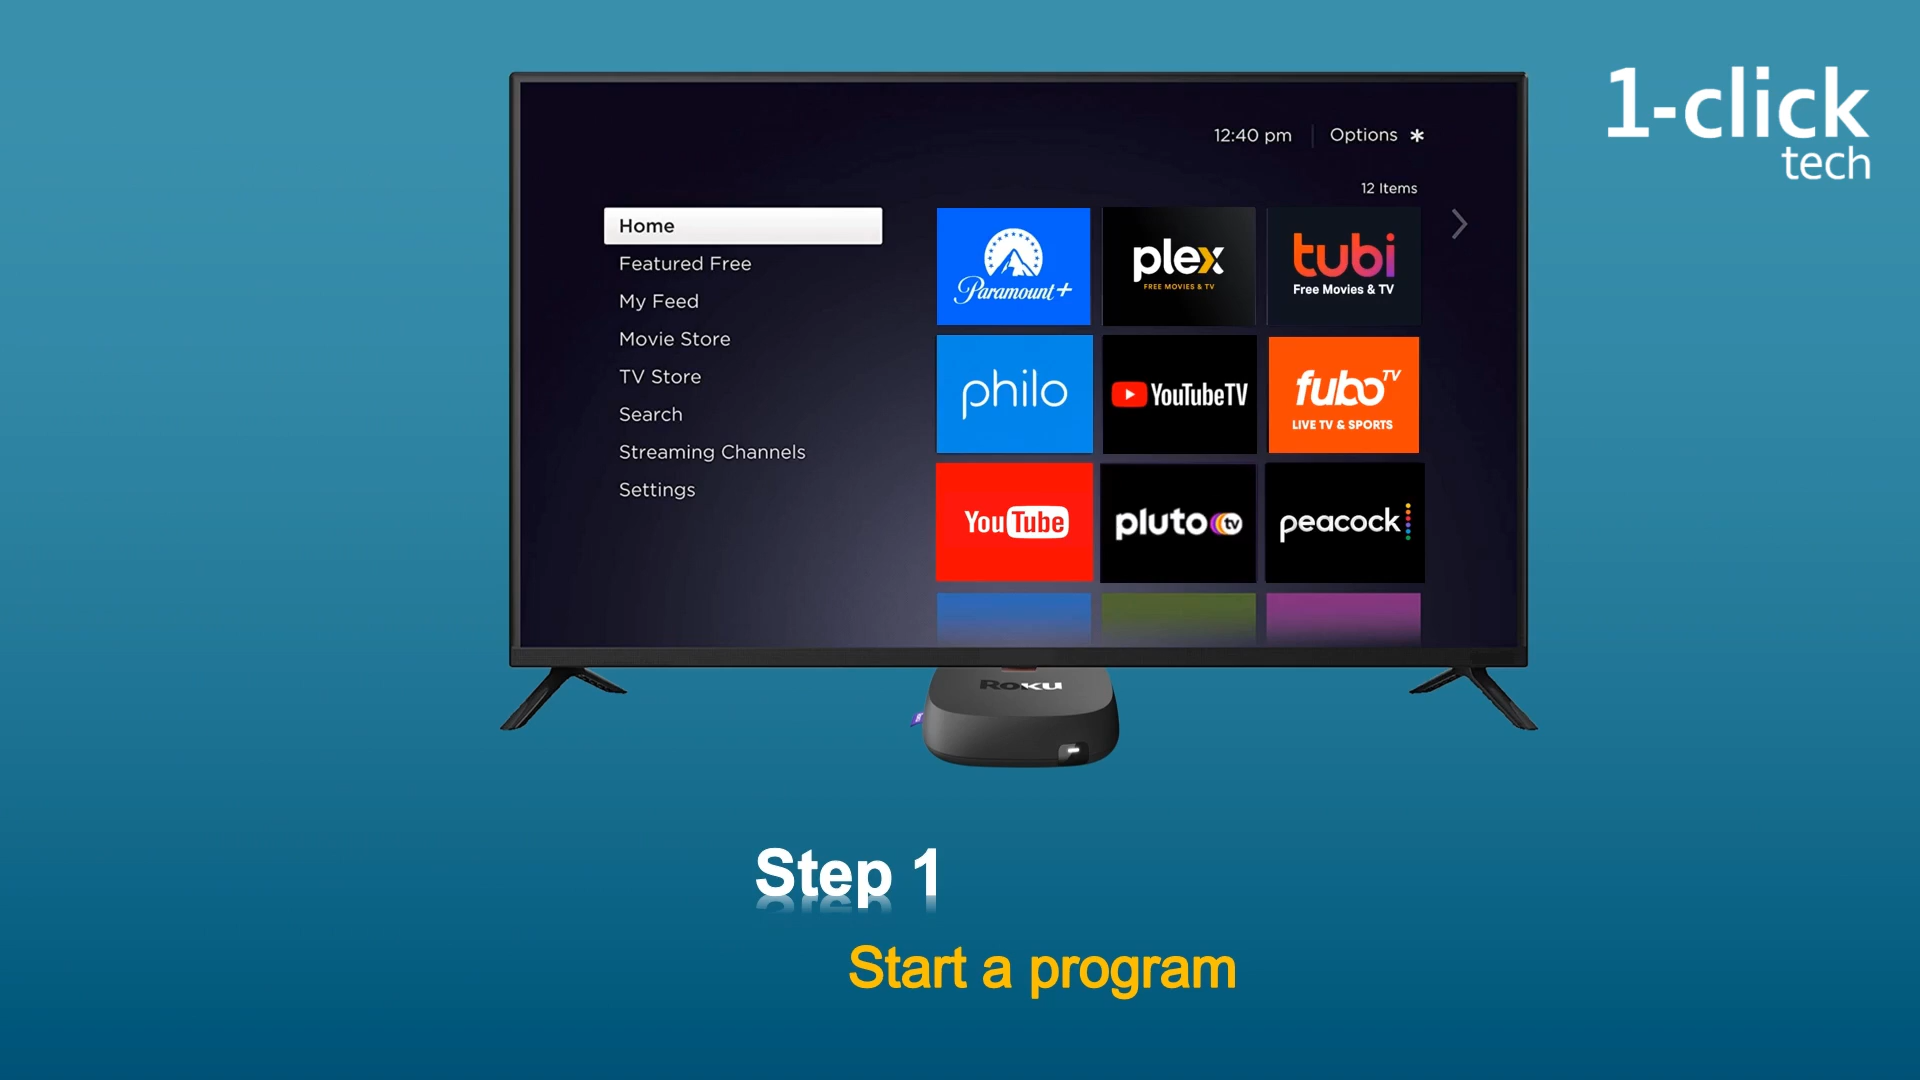 1-click
tech
12:40 pm
Options *
12 Items
Home
Featured Free
My Feed
Movie Store
TV Store
Search
Streaming Channels
Settings
Paramount+
plex
FREE MOVIES & TV
tubi
Free Movies & TV
philo
YouTubeTV
fuboTV
LIVE TV & SPORTS
YouTube
pluto tv
peacock
ROKU
Step 1
Start a program